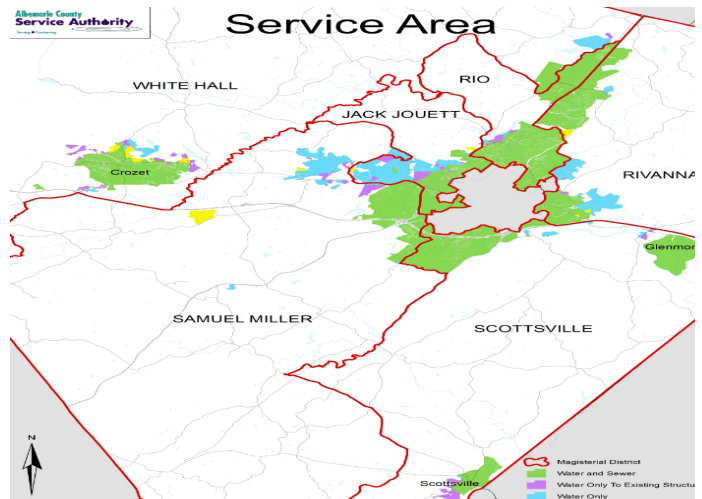 Albemarle County
Service Authority
Serving • Conserving
Service Area
WHITE HALL
RIO
JACK JOUETT
Crozet
RIVANNA
Glenmor
SAMUEL MILLER
SCOTTSVILLE
N
Scottsville
Magisterial District
Water and Sewer
Water Only To Existing Structu
Water Only